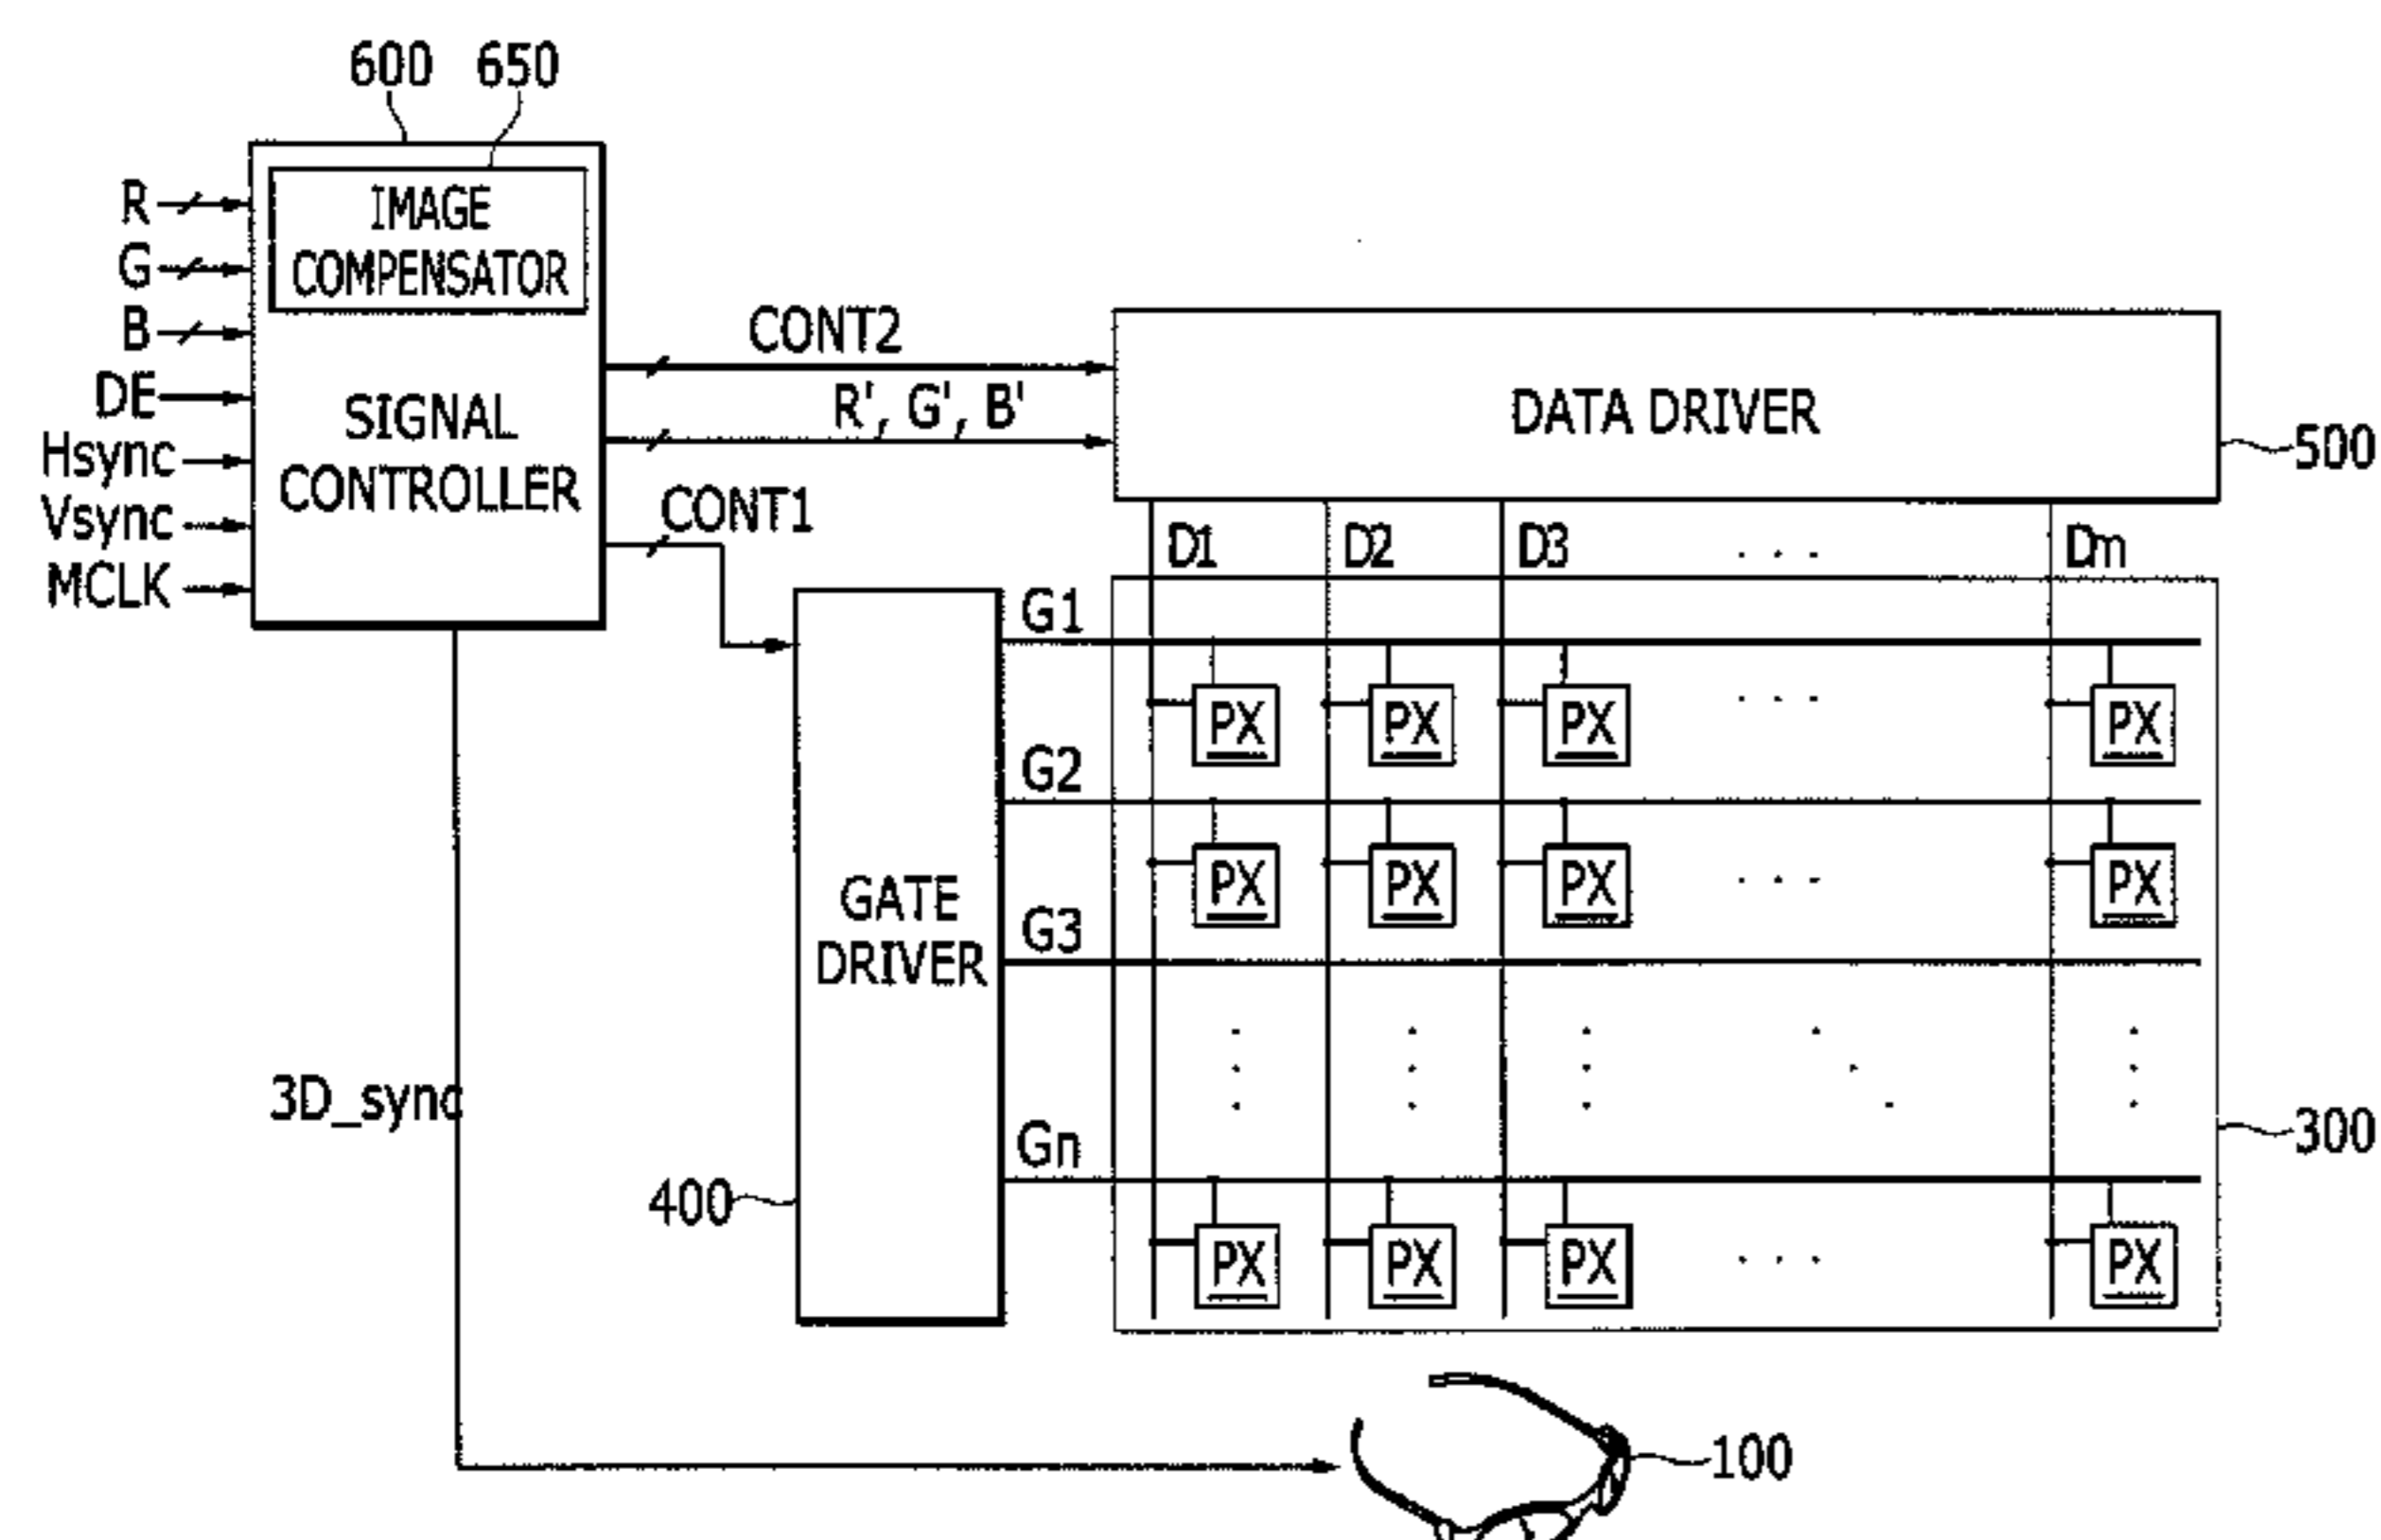 600 650
R
IMAGE
COMPENSATOR
G
B
DE
SIGNAL
CONTROLLER
Hsync
Vsync
MCLK
CONT2
R', G', B'
CONT1
DATA DRIVER
500
D1 D2 D3 . . . Dm
G1
PX PX PX . . . PX
G2
PX PX PX . . . PX
G3
GATE
DRIVER
3D_sync
300
Gn
400
PX PX PX . . . PX
100